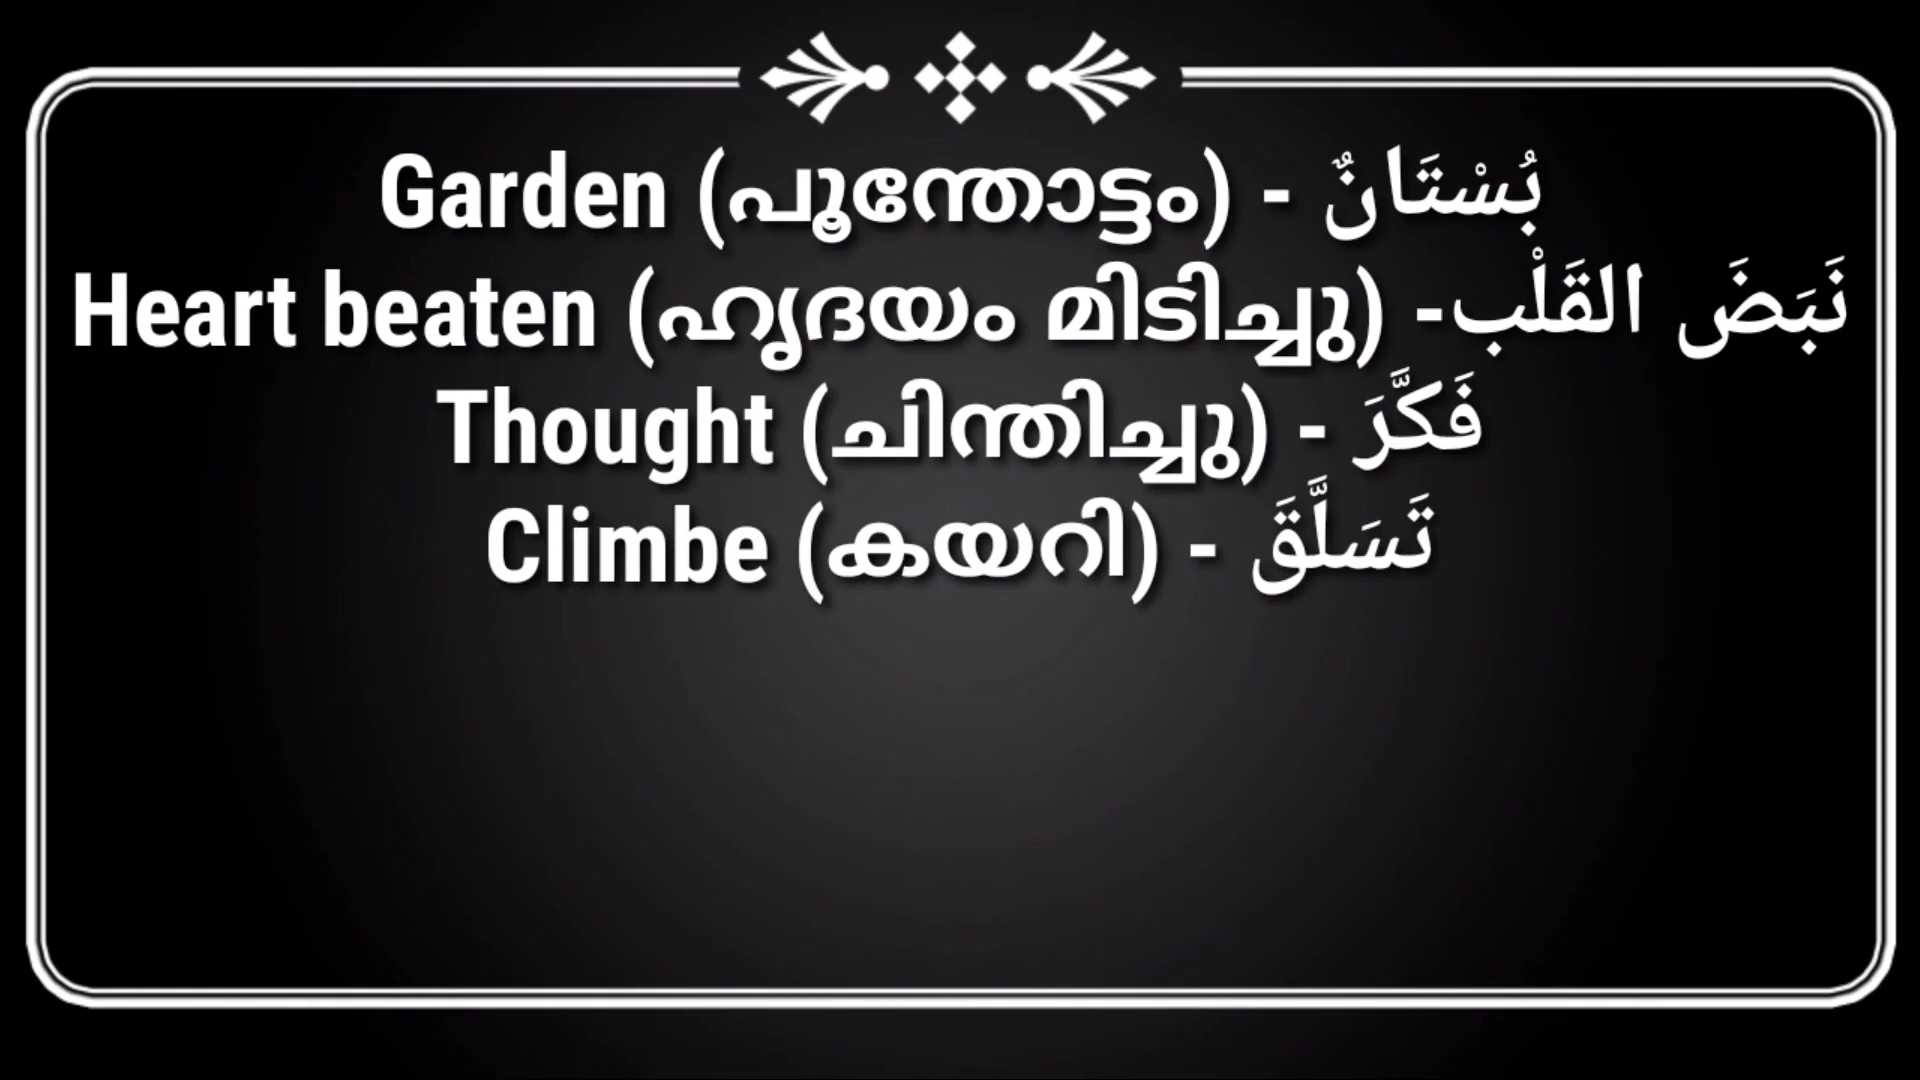 Garden (പൂന്തോട്ടം) - بُسْتَانٌ
Heart beaten (ഹൃദയം മിടിച്ചു) -نَبَضَ القَلْب
Thought (ചിന്തിച്ചു) - فَكَّرَ
Climbe (കയറി) - تَسَلَّقَ